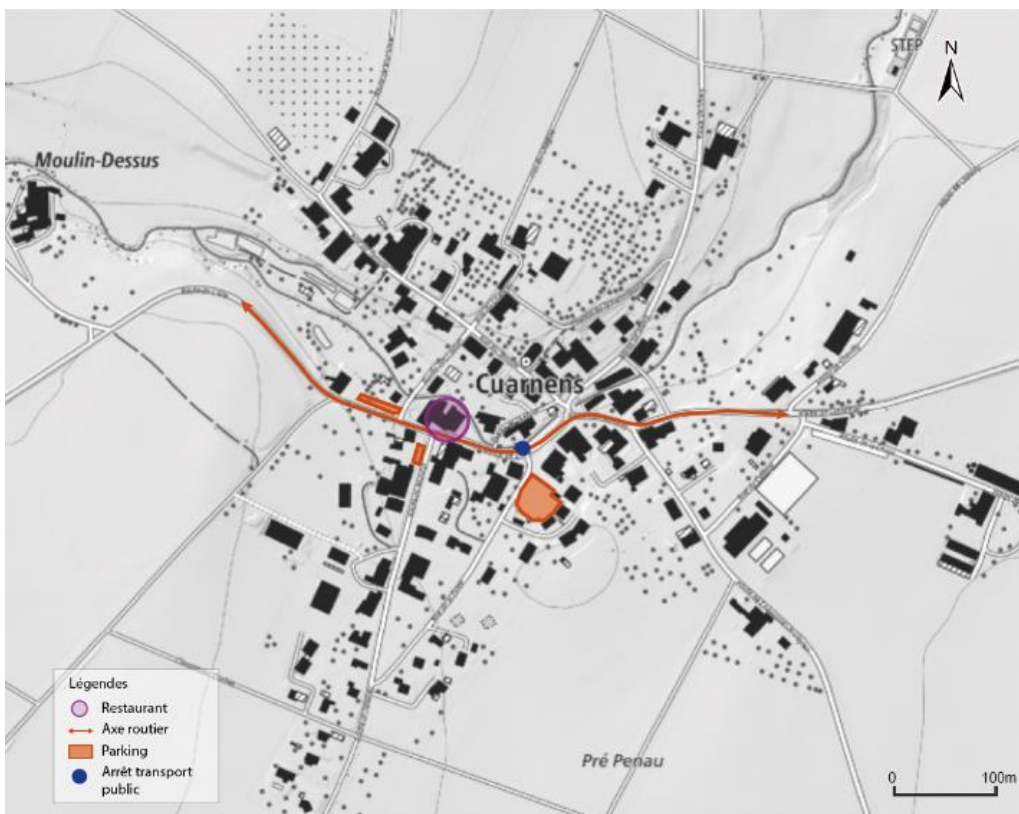 STEP
N
Moulin-Dessus
Cuarnens
Légendes
Restaurant
Axe routier
Parking
Arrêt transport
public
Pré Penau
0 100m